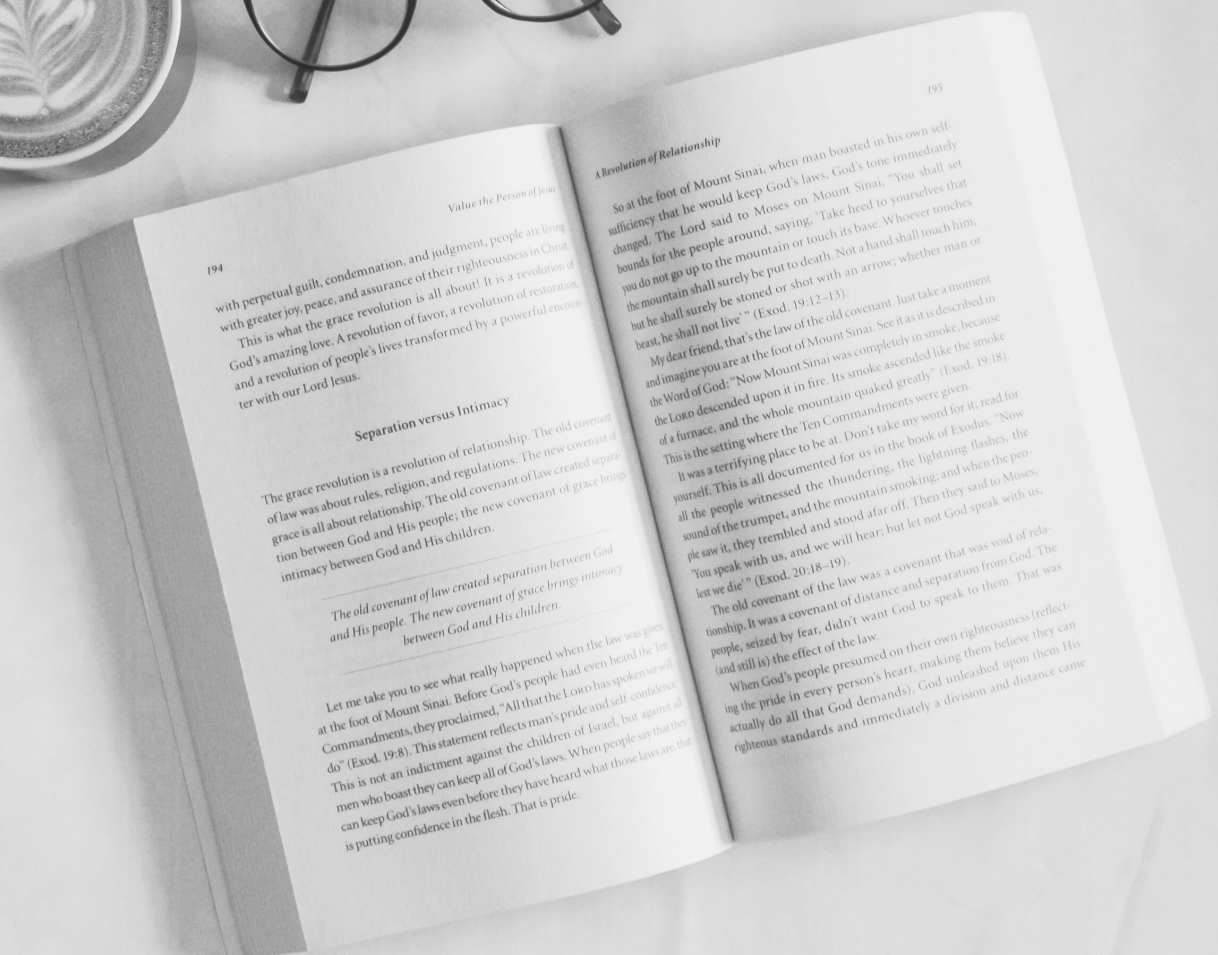 194
Value the Person of Jesus
with perpetual guilt, condemnation, and judgment, people are living
with greater joy, peace, and assurance of their righteousness in Christ.
This is what the grace revolution is all about! It is a revolution of
God's amazing love. A revolution of favor, a revolution of restoration,
and a revolution of people's lives transformed by a powerful encoun-
ter with our Lord Jesus.
Separation versus Intimacy
The grace revolution is a revolution of relationship. The old covenant
of law was about rules, religion, and regulations. The new covenant of
grace is all about relationship. The old covenant of law created separa-
tion between God and His people; the new covenant of grace brings
intimacy between God and His children.
The old covenant of law created separation between God
and His people. The new covenant of grace brings intimacy
between God and His children.
Let me take you to see what really happened when the law was given
at the foot of Mount Sinai. Before God's people had even heard the Ten
Commandments, they proclaimed, "All that the LORD has spoken we will
do" (Exod. 19:8). This statement reflects man's pride and self-confidence.
This is not an indictment against the children of Israel, but against all
men who boast they can keep all of God's laws. When people say that they
can keep God's laws even before they have heard what those laws are, that
is putting confidence in the flesh. That is pride.
195
A Revolution of Relationship
So at the foot of Mount Sinai, when man boasted in his own self-
sufficiency that he would keep God's laws, God's tone immediately
changed. The Lord said to Moses on Mount Sinai, "You shall set
bounds for the people around, saying, 'Take heed to yourselves that
you do not go up to the mountain or touch its base. Whoever touches
the mountain shall surely be put to death. Not a hand shall touch him,
but he shall surely be stoned or shot with an arrow; whether man or
beast, he shall not live' " (Exod. 19:12–13).
My dear friend, that's the law of the old covenant. Just take a moment
and imagine you are at the foot of Mount Sinai. See it as it is described in
the Word of God: "Now Mount Sinai was completely in smoke, because
the LORD descended upon it in fire. Its smoke ascended like the smoke
of a furnace, and the whole mountain quaked greatly" (Exod. 19:18).
This is the setting where the Ten Commandments were given.
It was a terrifying place to be at. Don't take my word for it; read for
yourself. This is all documented for us in the book of Exodus. "Now
all the people witnessed the thundering, the lightning flashes, the
sound of the trumpet, and the mountain smoking; and when the peo-
ple saw it, they trembled and stood afar off. Then they said to Moses,
'You speak with us, and we will hear; but let not God speak with us,
lest we die' " (Exod. 20:18–19).
The old covenant of the law was a covenant that was void of rela-
tionship. It was a covenant of distance and separation from God. The
people, seized by fear, didn't want God to speak to them. That was
(and still is) the effect of the law.
When God's people presumed on their own righteousness (reflect-
ing the pride in every person's heart, making them believe they can
actually do all that God demands), God unleashed upon them His
righteous standards and immediately a division and distance came